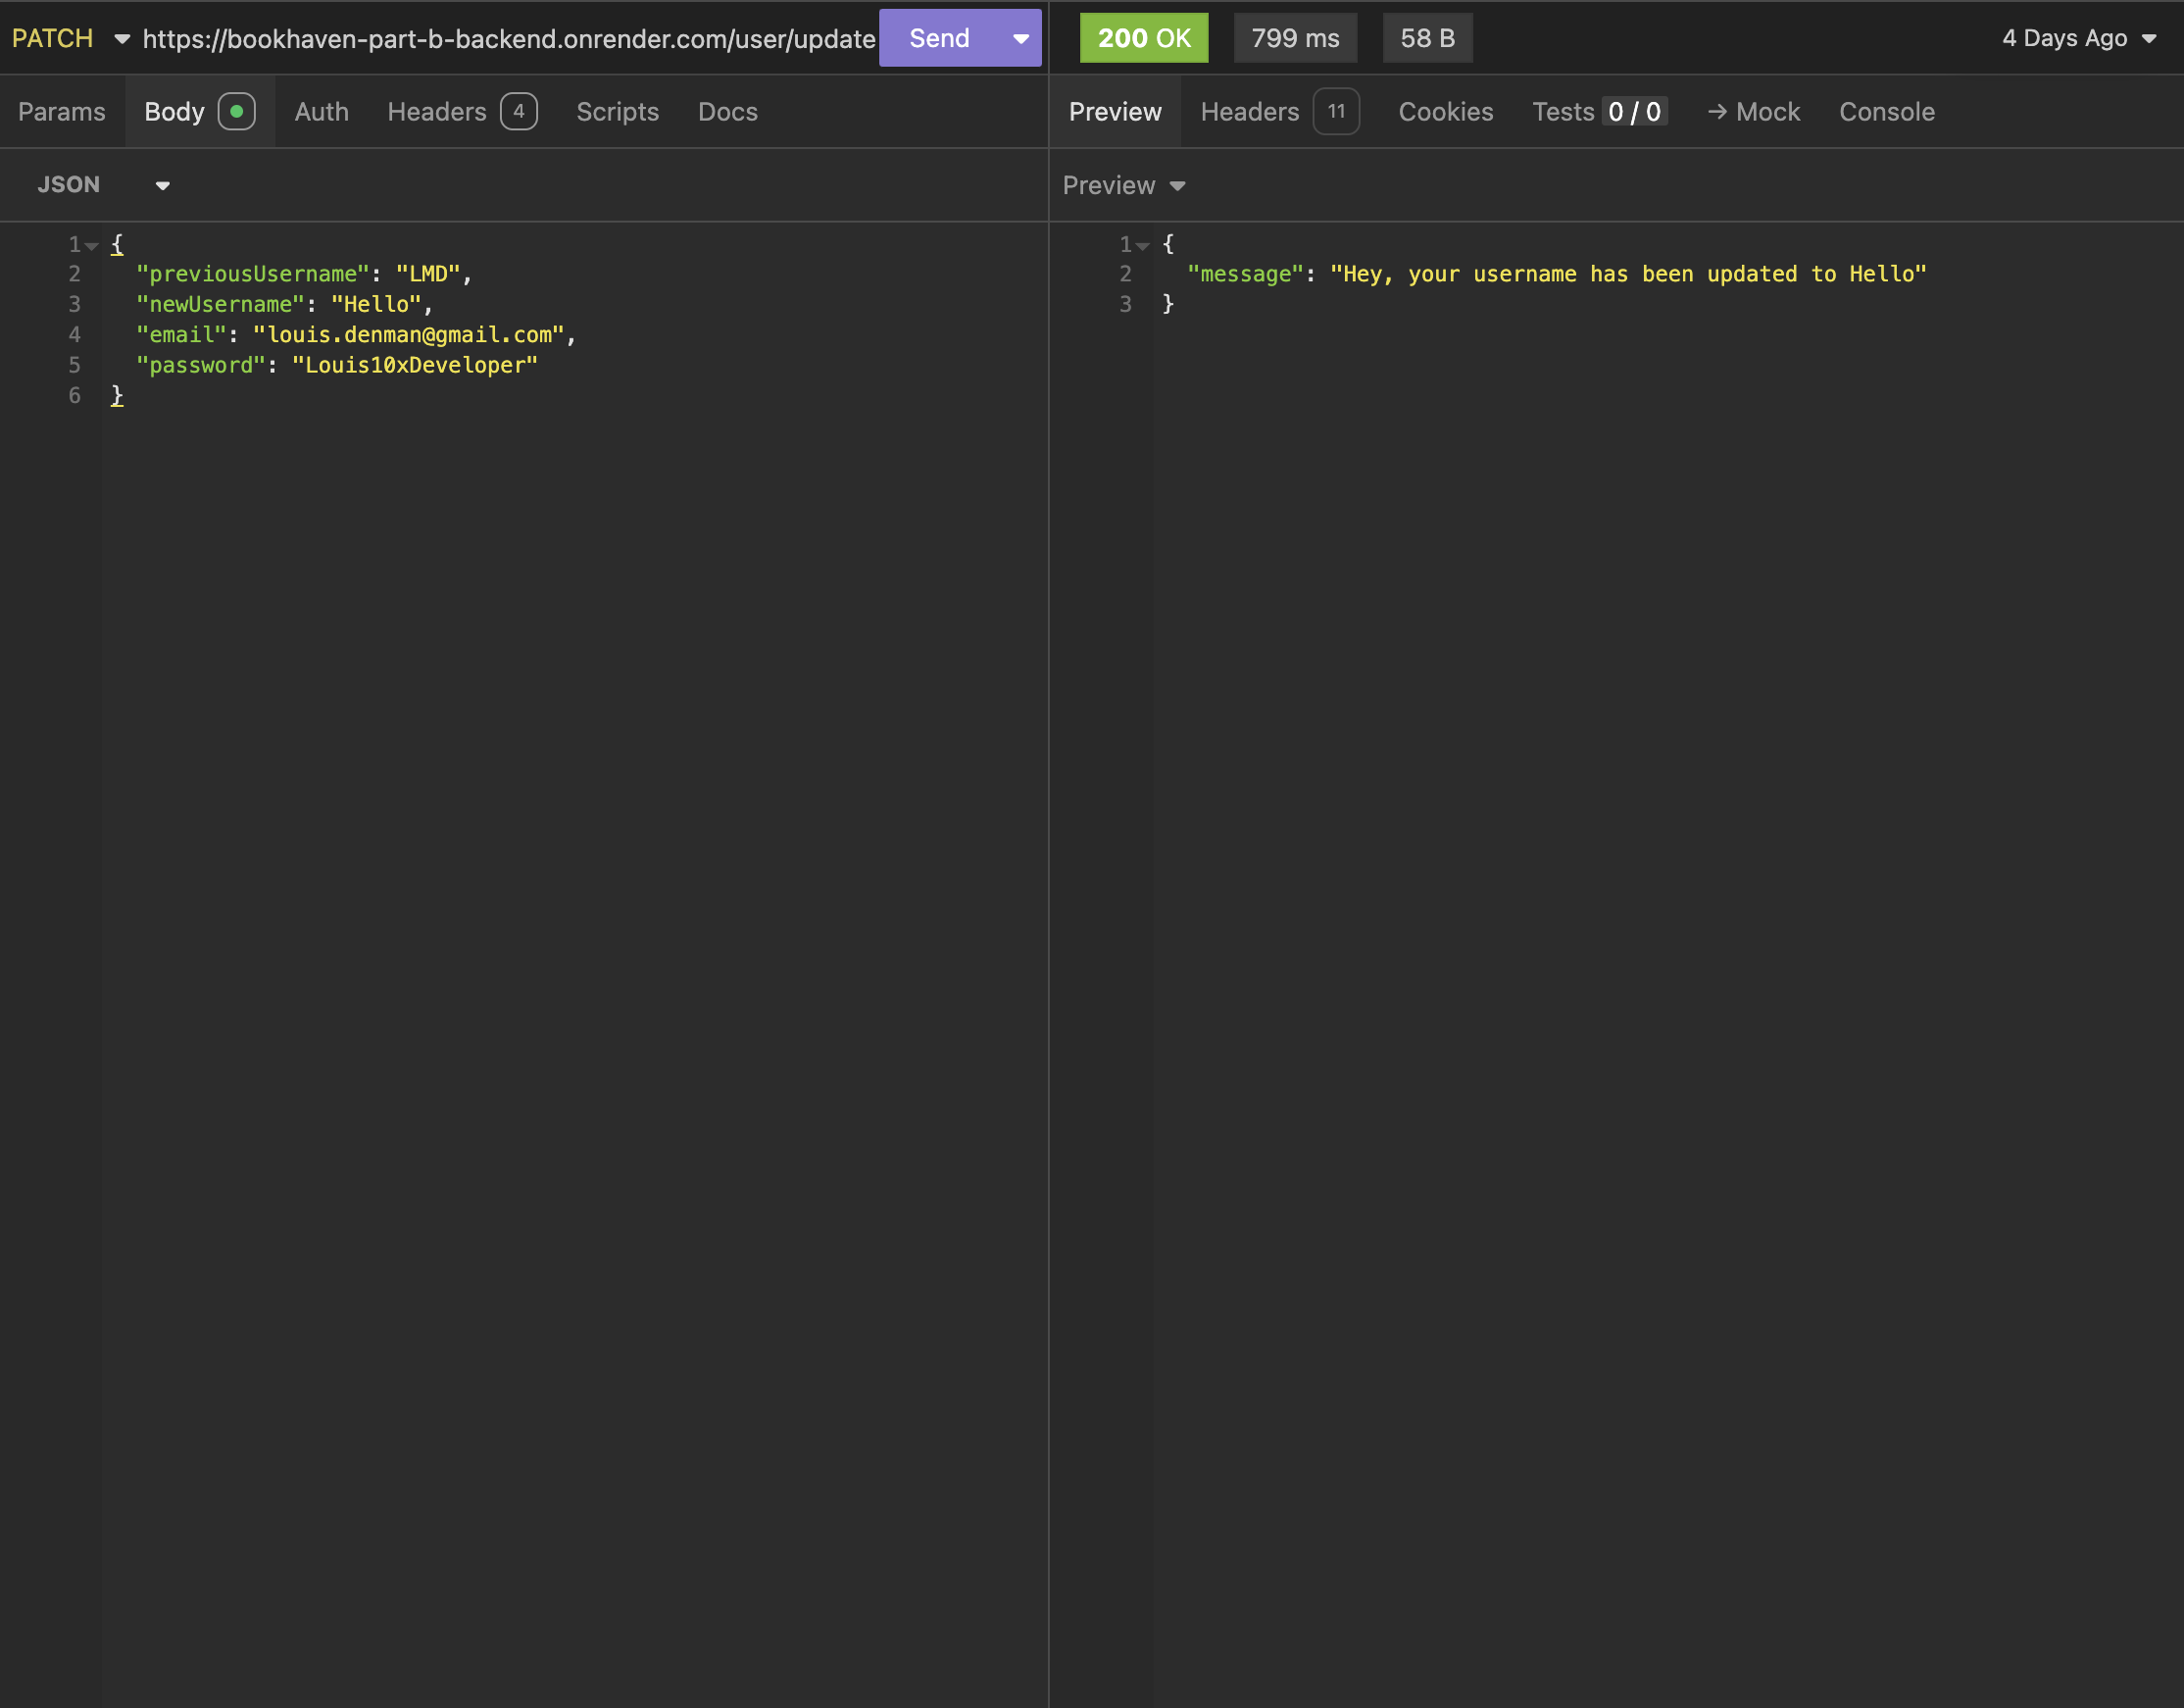 PATCH https://bookhaven-part-b-backend.onrender.com/user/update Send 200 OK 799 ms 58 B 4 Days Ago
Params Body Auth Headers 4 Scripts Docs Preview Headers 11 Cookies Tests 0 / 0 → Mock Console
JSON Preview
1 {
2 "previousUsername": "LMD",
3 "newUsername": "Hello",
4 "email": "louis.denman@gmail.com",
5 "password": "Louis10xDeveloper"
6 }
1 {
2 "message": "Hey, your username has been updated to Hello"
3 }